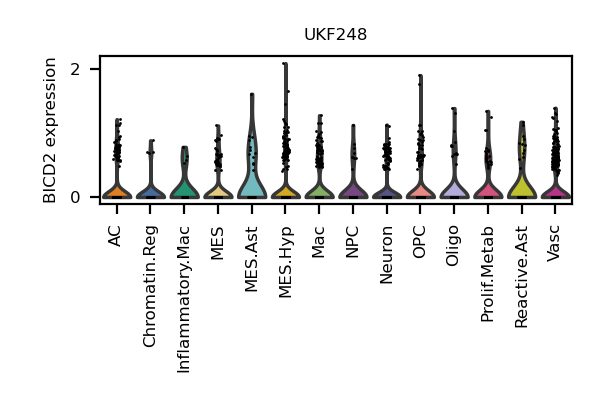 UKF248
BICD2 expression
2
0
AC
Chromatin.Reg
Inflammatory.Mac
MES
MES.Ast
MES.Hyp
Mac
NPC
Neuron
OPC
Oligo
Prolif.Metab
Reactive.Ast
Vasc